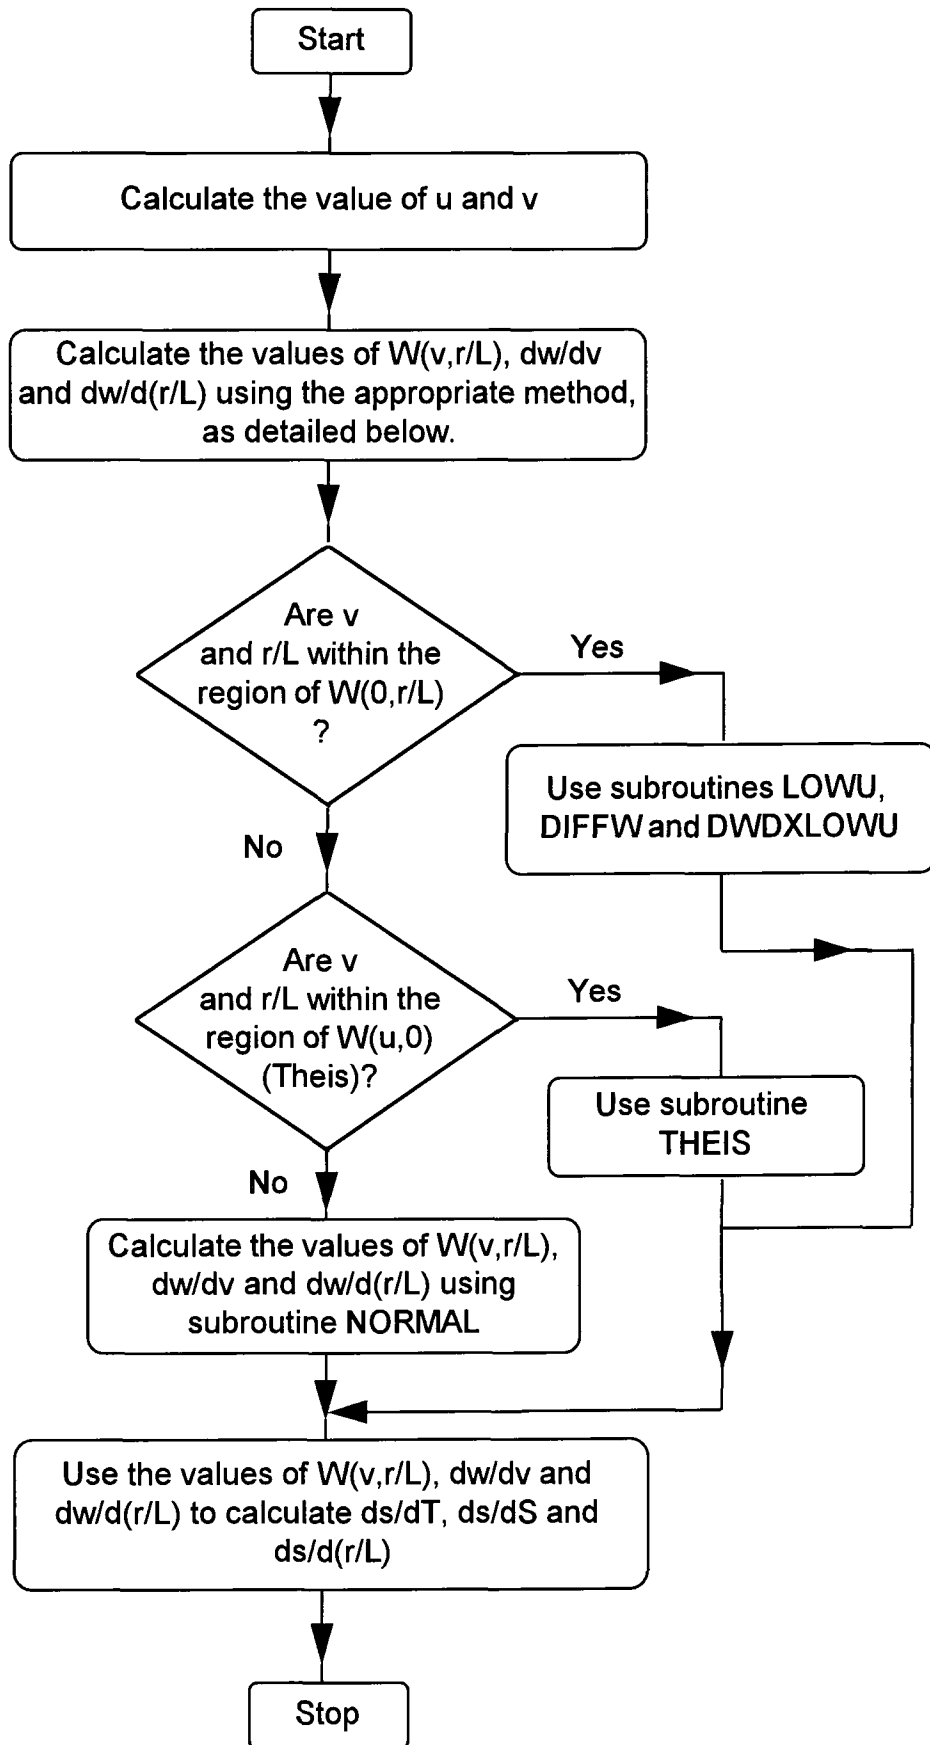 Start
Calculate the value of u and v
Calculate the values of W(v,r/L), dw/dv
and dw/d(r/L) using the appropriate method,
as detailed below.
Are v
and r/L within the
region of W(0,r/L)
?
Yes
Use subroutines LOWU,
DIFFW and DWDXLOWU
No
Are v
and r/L within the
region of W(u,0)
(Theis)?
Yes
Use subroutine
THEIS
No
Calculate the values of W(v,r/L),
dw/dv and dw/d(r/L) using
subroutine NORMAL
Use the values of W(v,r/L), dw/dv and
dw/d(r/L) to calculate ds/dT, ds/dS and
ds/d(r/L)
Stop